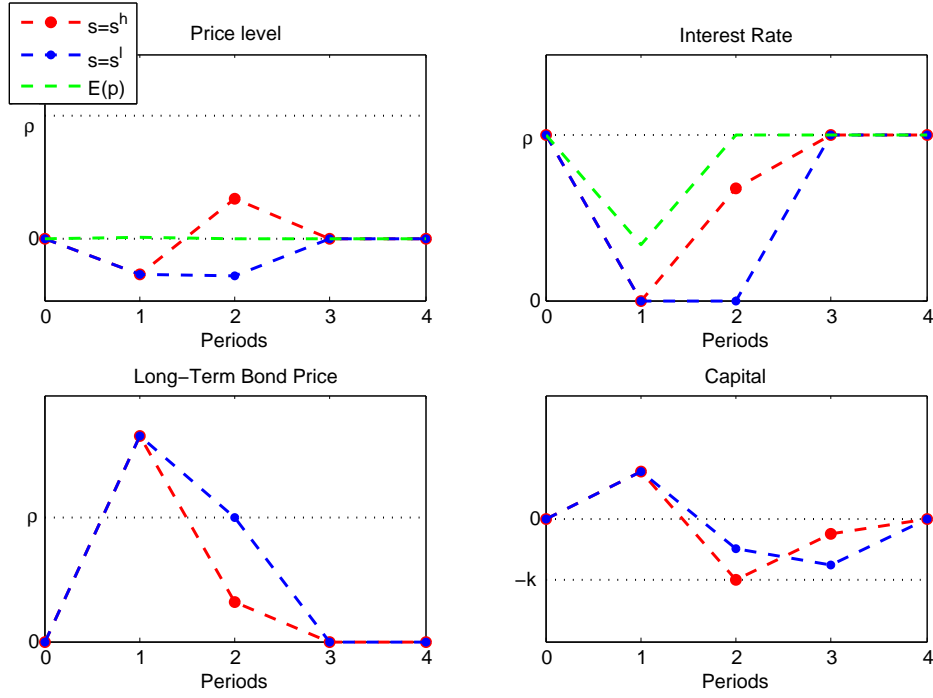 s=s^h
s=s^l
E(p)
Price level
ρ
0
0 1 2 3 4
Periods
Interest Rate
ρ
0
0 1 2 3 4
Periods
Long−Term Bond Price
ρ
0
0 1 2 3 4
Periods
Capital
0
−k
0 1 2 3 4
Periods